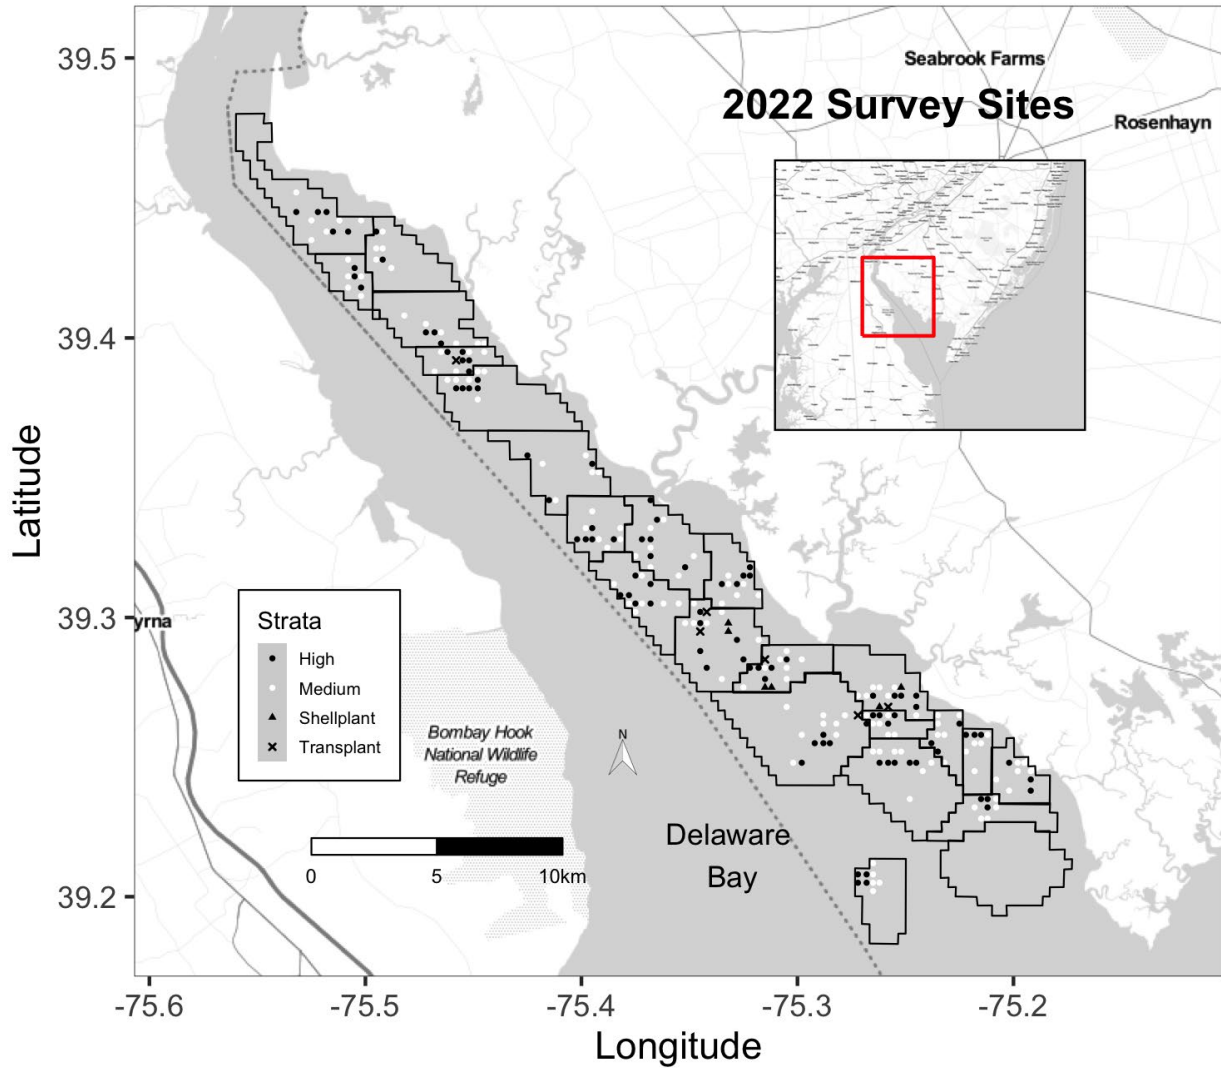 39.5
39.4
39.3
39.2
Latitude
Seabrook Farms
2022 Survey Sites
Rosenhayn
yrna
Strata
High
Medium
Shellplant
Transplant
Bombay Hook
National Wildlife
Refuge
N
0
5
10km
Delaware
Bay
-75.6
-75.5
-75.4
-75.3
-75.2
Longitude